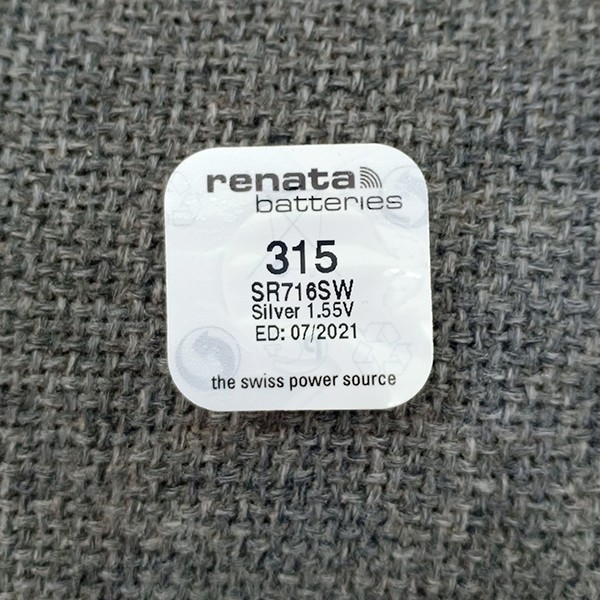 renata
batteries
315
SR716SW
Silver 1.55V
ED: 07/2021
the swiss power source